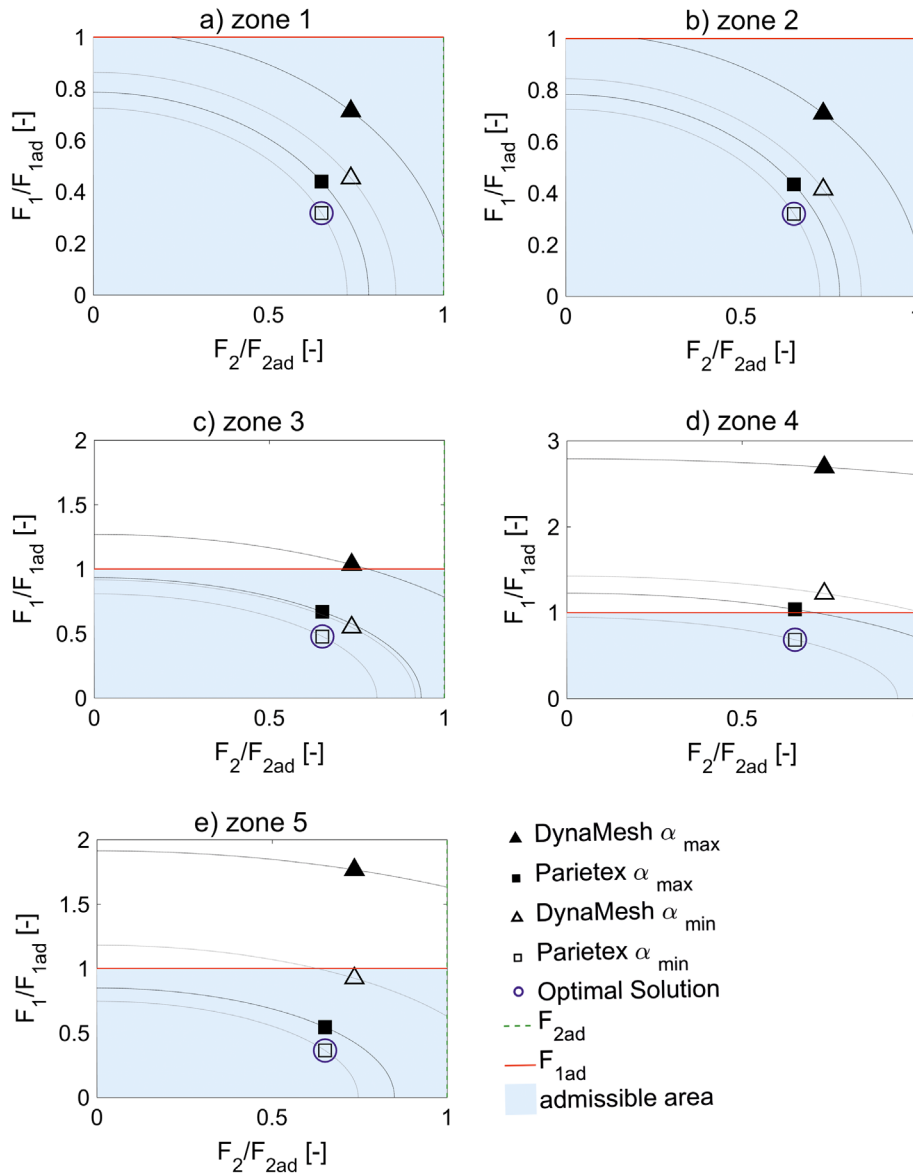 a) zone 1
F1/F1ad [-]
1
0.8
0.6
0.4
0.2
0
0
0.5
1
F2/F2ad [-]
b) zone 2
F1/F1ad [-]
1
0.8
0.6
0.4
0.2
0
0
0.5
1
F2/F2ad [-]
c) zone 3
F1/F1ad [-]
2
1.5
1
0.5
0
0
0.5
1
F2/F2ad [-]
d) zone 4
F1/F1ad [-]
3
2
1
0
0.5
F2/F2ad [-]
e) zone 5
F1/F1ad [-]
2
1.5
1
0.5
0
0
0.5
1
F2/F2ad [-]
DynaMesh α max
Parietex α max
DynaMesh α min
Parietex α min
Optimal Solution
F2ad
F1ad
admissible area